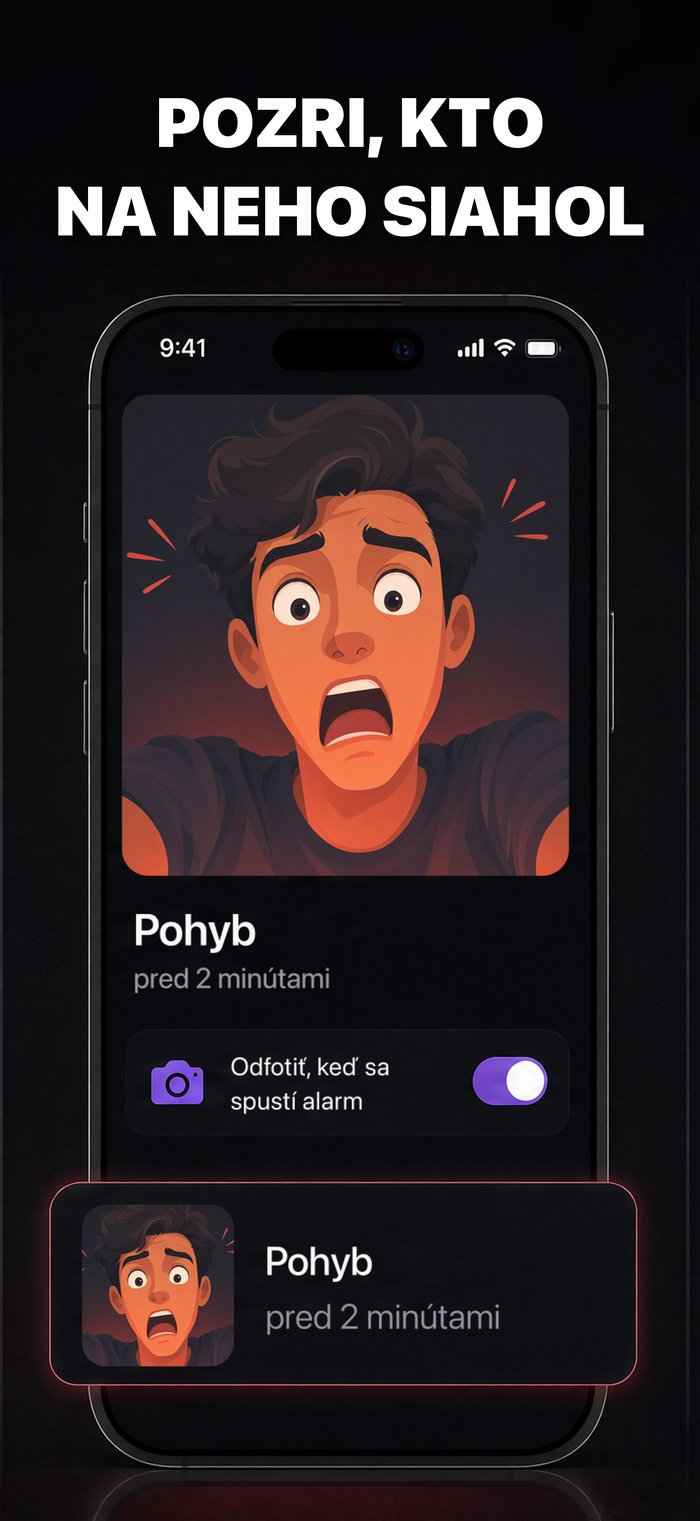 POZRI, KTO
NA NEHO SIAHOL
9:41
Pohyb
pred 2 minútami
Odfotiť, keď sa
spustí alarm
Pohyb
pred 2 minútami